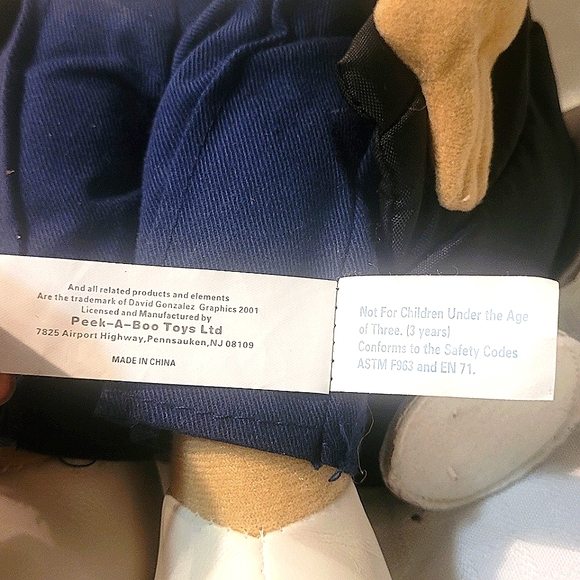 And all related products and elements
Are the trademark of David Gonzalez Graphics 2001
Licensed and Manufactured by
Peek-A-Boo Toys Ltd
7825 Airport Highway,Pennsauken,NJ 08109
MADE IN CHINA
Not For Children Under the Age
of Three. (3 years)
Conforms to the Safety Codes
ASTM F963 and EN 71.